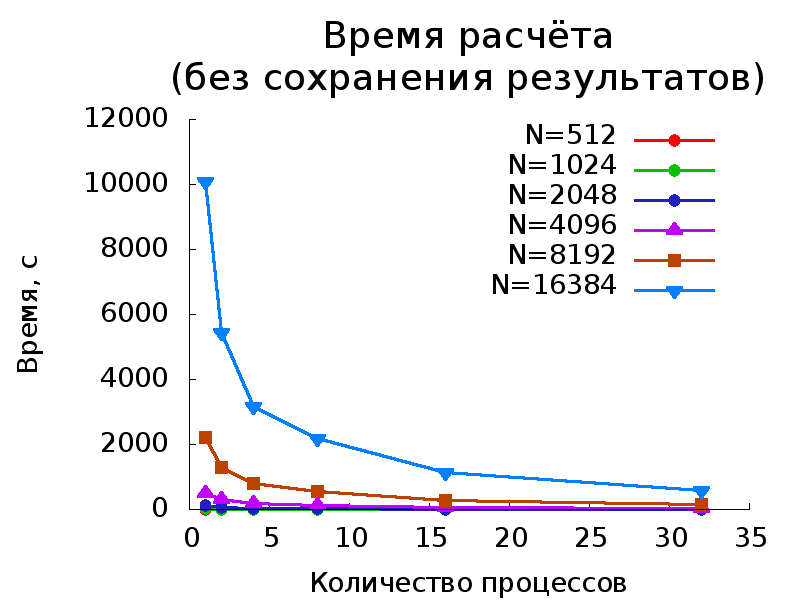 Время расчёта
(без сохранения результатов)
12000
10000
8000
6000
4000
2000
0
Время, с
N=512
N=1024
N=2048
N=4096
N=8192
N=16384
0 5 10 15 20 25 30 35
Количество процессов